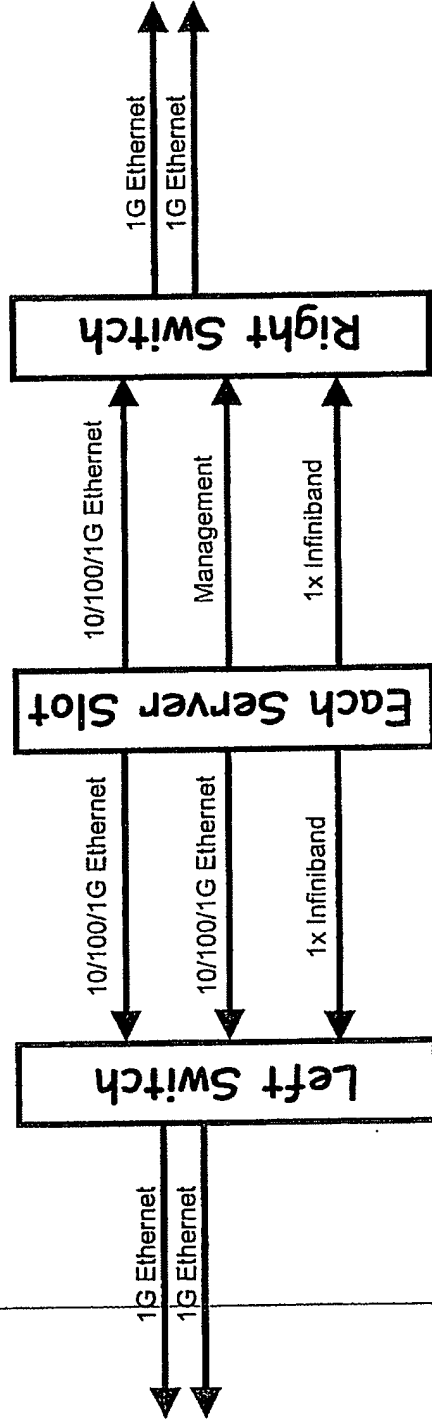 1G Ethernet
1G Ethernet
Left Switch
10/100/1G Ethernet
10/100/1G Ethernet
1x Infiniband
Each Server Slot
10/100/1G Ethernet
Management
1x Infiniband
Right Switch
1G Ethernet
1G Ethernet